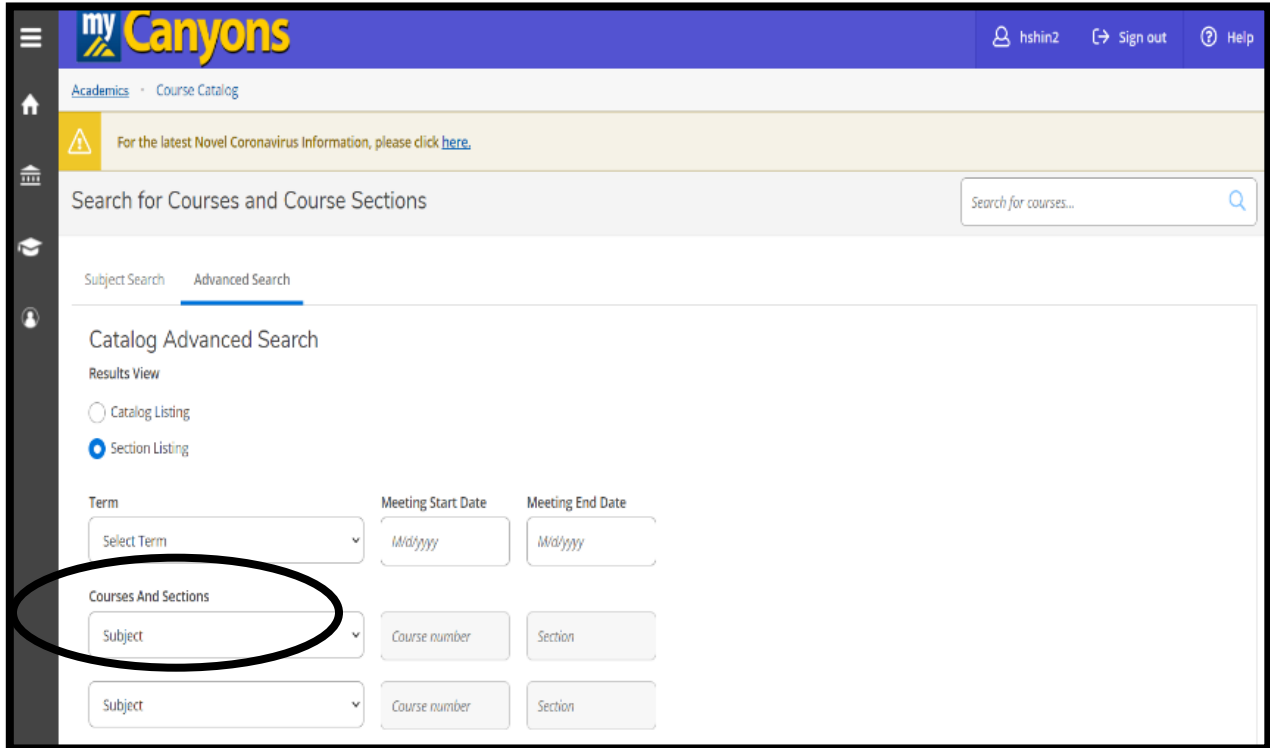 my Canyons
hshin2 Sign out Help
Academics · Course Catalog
For the latest Novel Coronavirus Information, please click here.
Search for Courses and Course Sections
Search for courses...
Subject Search Advanced Search
Catalog Advanced Search
Results View
Catalog Listing
Section Listing
Term Meeting Start Date Meeting End Date
Select Term M/d/yyyy M/d/yyyy
Courses And Sections
Subject Course number Section
Subject Course number Section